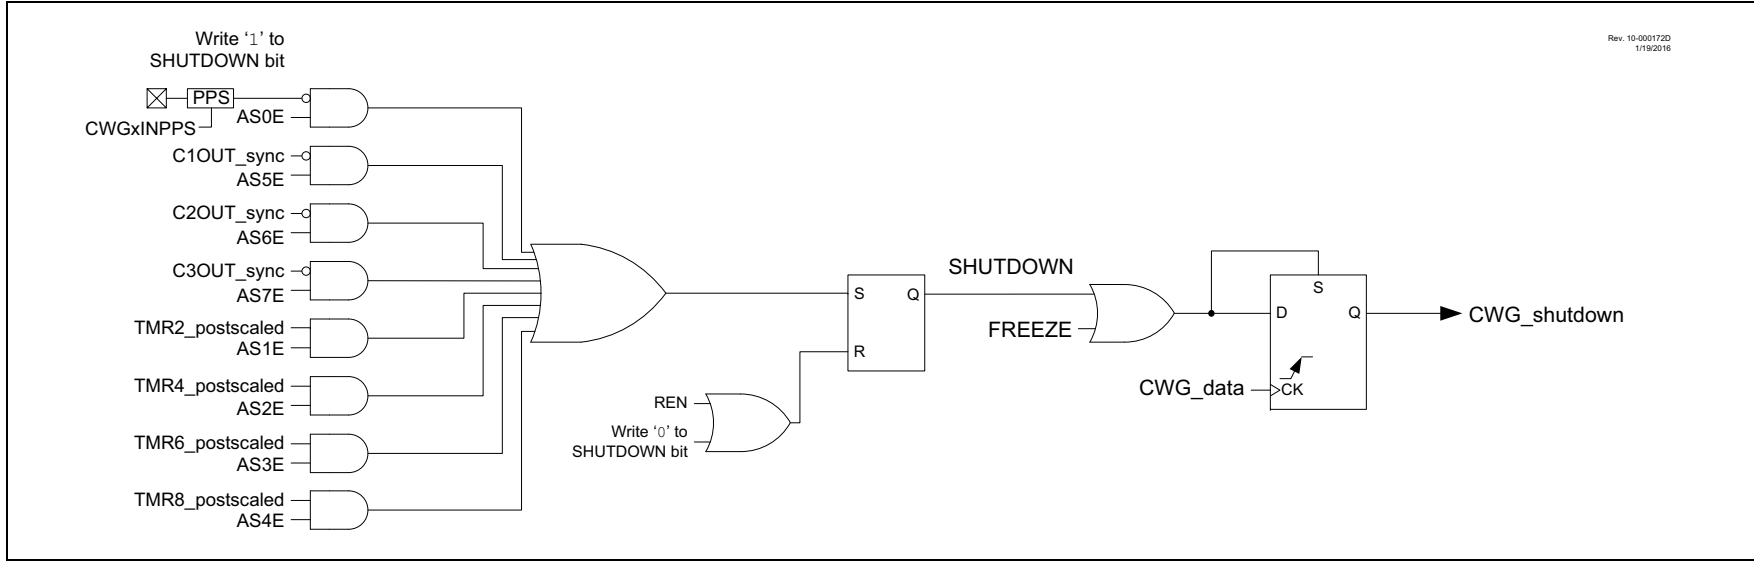 Write ‘1’ to
SHUTDOWN bit
Rev. 10-000172D
1/19/2016
PPS
AS0E
CWGxINPPS
C1OUT_sync
AS5E
C2OUT_sync
AS6E
C3OUT_sync
AS7E
TMR2_postscaled
AS1E
TMR4_postscaled
AS2E
TMR6_postscaled
AS3E
TMR8_postscaled
AS4E
S
Q
R
REN
Write ‘0’ to
SHUTDOWN bit
SHUTDOWN
FREEZE
S
D
Q
CWG_data
CK
CWG_shutdown